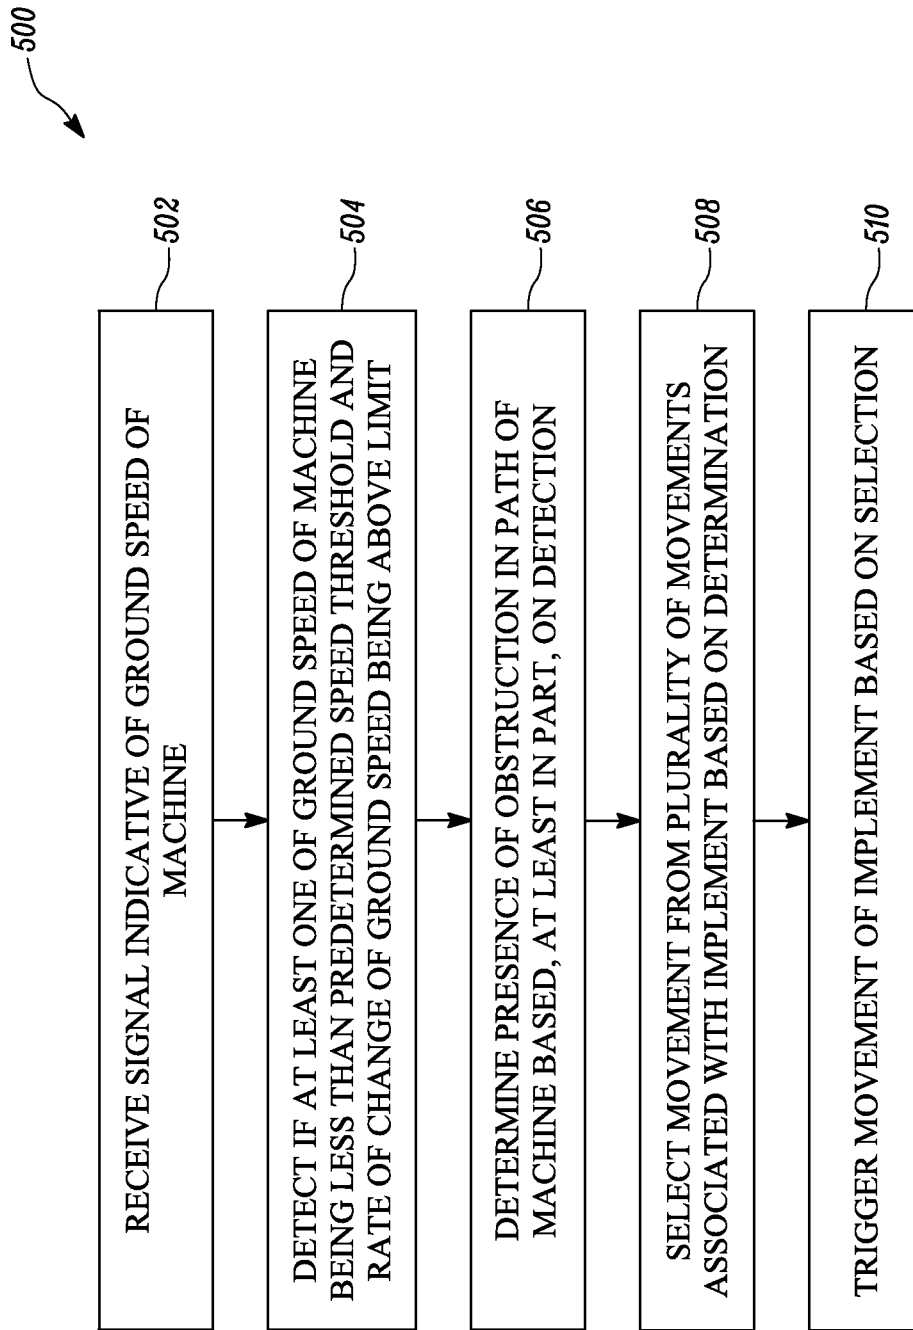 500
RECEIVE SIGNAL INDICATIVE OF GROUND SPEED OF
MACHINE
502
DETECT IF AT LEAST ONE OF GROUND SPEED OF MACHINE
BEING LESS THAN PREDETERMINED SPEED THRESHOLD AND
RATE OF CHANGE OF GROUND SPEED BEING ABOVE LIMIT
504
DETERMINE PRESENCE OF OBSTRUCTION IN PATH OF
MACHINE BASED, AT LEAST IN PART, ON DETECTION
506
SELECT MOVEMENT FROM PLURALITY OF MOVEMENTS
ASSOCIATED WITH IMPLEMENT BASED ON DETERMINATION
508
TRIGGER MOVEMENT OF IMPLEMENT BASED ON SELECTION
510